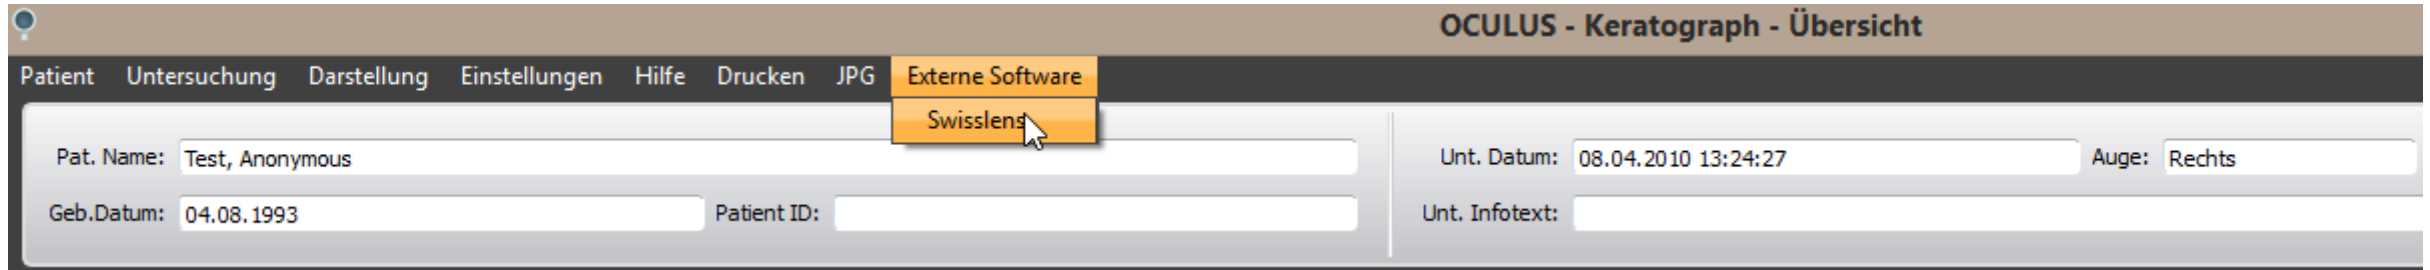 OCULUS - Keratograph - Übersicht
Patient Untersuchung Darstellung Einstellungen Hilfe Drucken JPG Externe Software
Swisslens
Pat. Name: Test, Anonymous
Geb.Datum: 04.08.1993 Patient ID:
Unt. Datum: 08.04.2010 13:24:27 Auge: Rechts
Unt. Infotext: